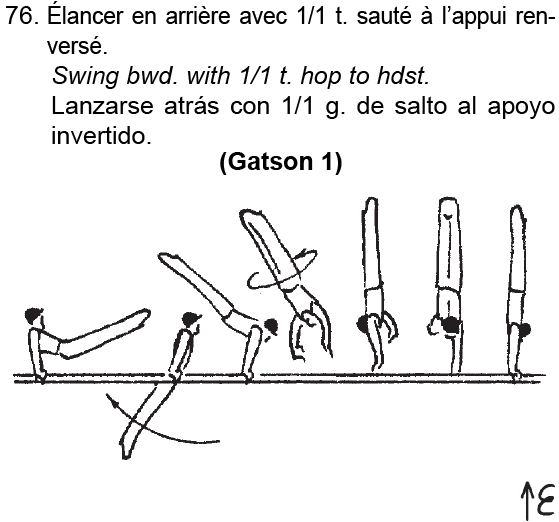 76. Élancer en arrière avec 1/1 t. sauté à l'appui ren-
versé.
Swing bwd. with 1/1 t. hop to hdst.
Lanzarse atrás con 1/1 g. de salto al apoyo
invertido.
(Gatson 1)
↑ε